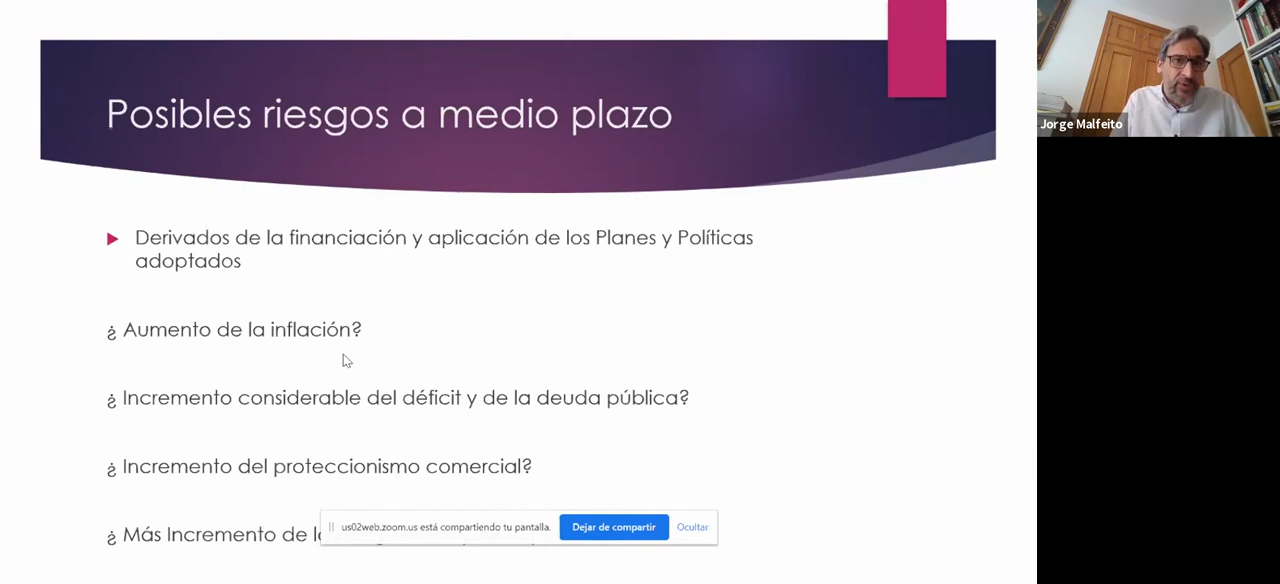 Posibles riesgos a medio plazo
Jorge Malfeito
Derivados de la financiación y aplicación de los Planes y Políticas
adoptados
¿ Aumento de la inflación?
¿ Incremento considerable del déficit y de la deuda pública?
¿ Incremento del proteccionismo comercial?
¿ Más Incremento de
us02web.zoom.us está compartiendo tu pantalla.
Dejar de compartir
Ocultar